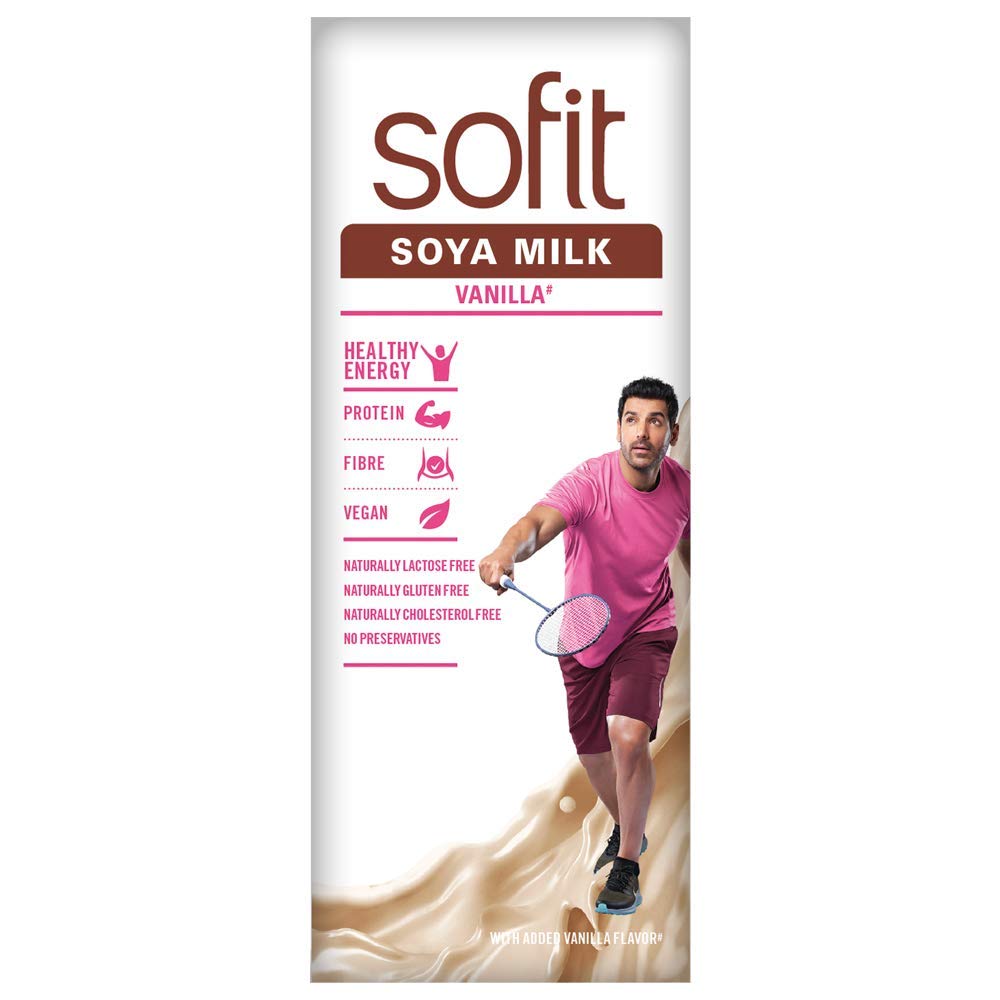 sofit
SOYA MILK
VANILLA#
HEALTHY
ENERGY
PROTEIN
FIBRE
VEGAN
NATURALLY LACTOSE FREE
NATURALLY GLUTEN FREE
NATURALLY CHOLESTEROL FREE
NO PRESERVATIVES
WITH ADDED VANILLA FLAVOR#